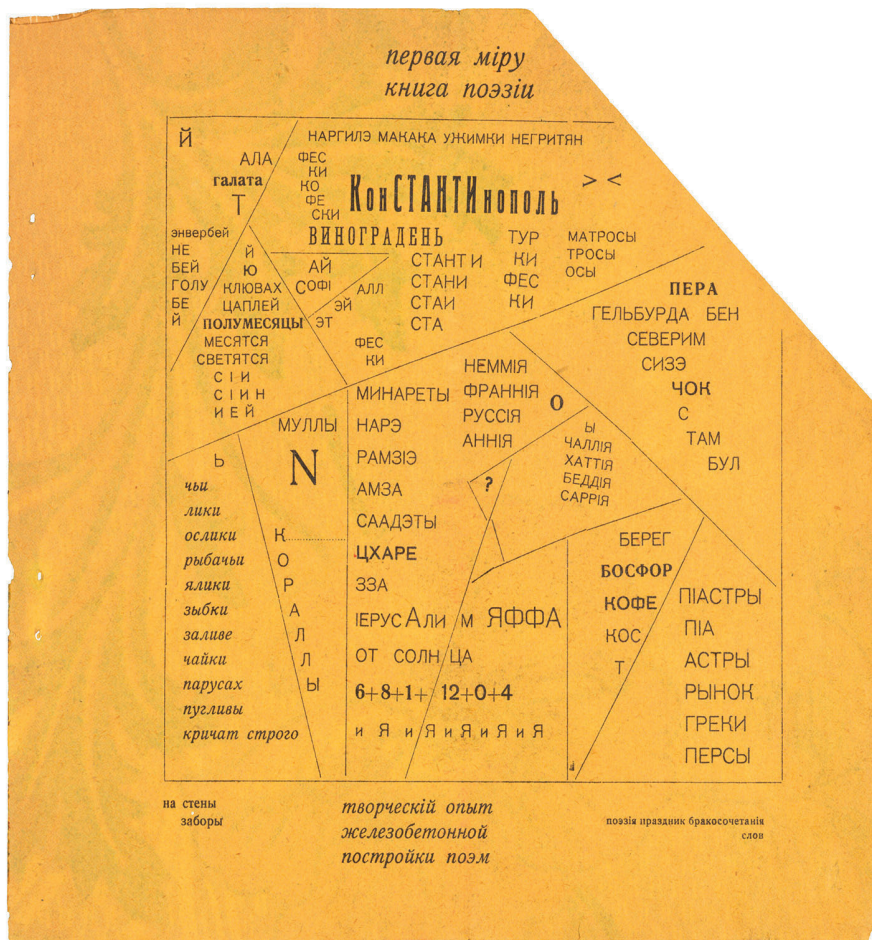 первая міру
книга поэзіи
Й
АЛА
галата
Т
НАРГИЛЭ МАКАКА УЖИМКИ НЕГРИТЯН
ФЕС
КИ
КО
ФЕ
СКИ
КонСТАНТИнополь
> <
ВИНОГРАДЕНЬ
энвербей
НЕ
БЕЙ
ГОЛУ
БЕ
Й
Й
Ю
КЛЮВАХ
ЦАПЛЕЙ
ПОЛУМЕСЯЦЫ
МЕСЯТСЯ
СВЕТЯТСЯ
СІИ
СІИН
ИЕЙ
АЙ
СОФІ
АЛЛ
ЭЙ
ЭТ
СТАНТИ
СТАНИ
СТАИ
СТА
ТУР
КИ
ФЕС
КИ
МАТРОСЫ
ТРОСЫ
ОСЫ
ФЕС
КИ
ПЕРА
ГЕЛЬБУРДА БЕН
СЕВЕРИМ
СИЗЭ
ЧОК
С
ТАМ
БУЛ
МУЛЛЫ
N
К
О
Р
А
Л
Л
Ы
Ь
чьи
лики
ослики
рыбачьи
ялики
зыбки
заливе
чайки
парусах
пугливы
кричат строго
МИНАРЕТЫ
НАРЭ
РАМЗІЭ
АМЗА
СААДЭТЫ
ЦХАРЕ
ЗЗА
ІЕРУСАлИМ ЯФФА
ОТ СОЛНЦА
6+8+1+12+0+4
и Я и Я и Я и Я и Я
НЕММІЯ
ФРАННІЯ
РУССІЯ
АННІЯ
О
?
Ы
ЧАЛЛІЯ
ХАТТІЯ
БЕДДІЯ
САРРІЯ
БЕРЕГ
БОСФОР
КОФЕ
КОС
Т
ПІАСТРЫ
ПІА
АСТРЫ
РЫНОК
ГРЕКИ
ПЕРСЫ
на стены
заборы
творческій опыт
железобетонной
постройки поэм
поэзія праздник бракосочетанія
слов